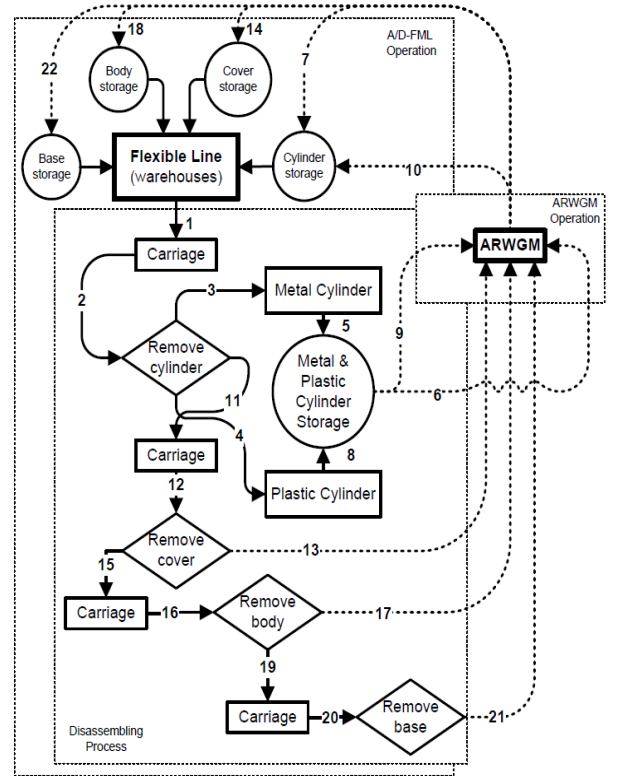 18
14
A/D-FML
Operation
22
Body
storage
Cover
storage
7
Base
storage
Flexible Line
(warehouses)
Cylinder
storage
10
ARWGM
Operation
1
Carriage
ARWGM
2
3
Metal Cylinder
5
9
Remove
cylinder
Metal &
Plastic
Cylinder
Storage
6
11
4
Carriage
8
12
Plastic Cylinder
Remove
cover
13
15
Carriage
16
Remove
body
17
19
Carriage
20
Remove
base
21
Disassembling
Process